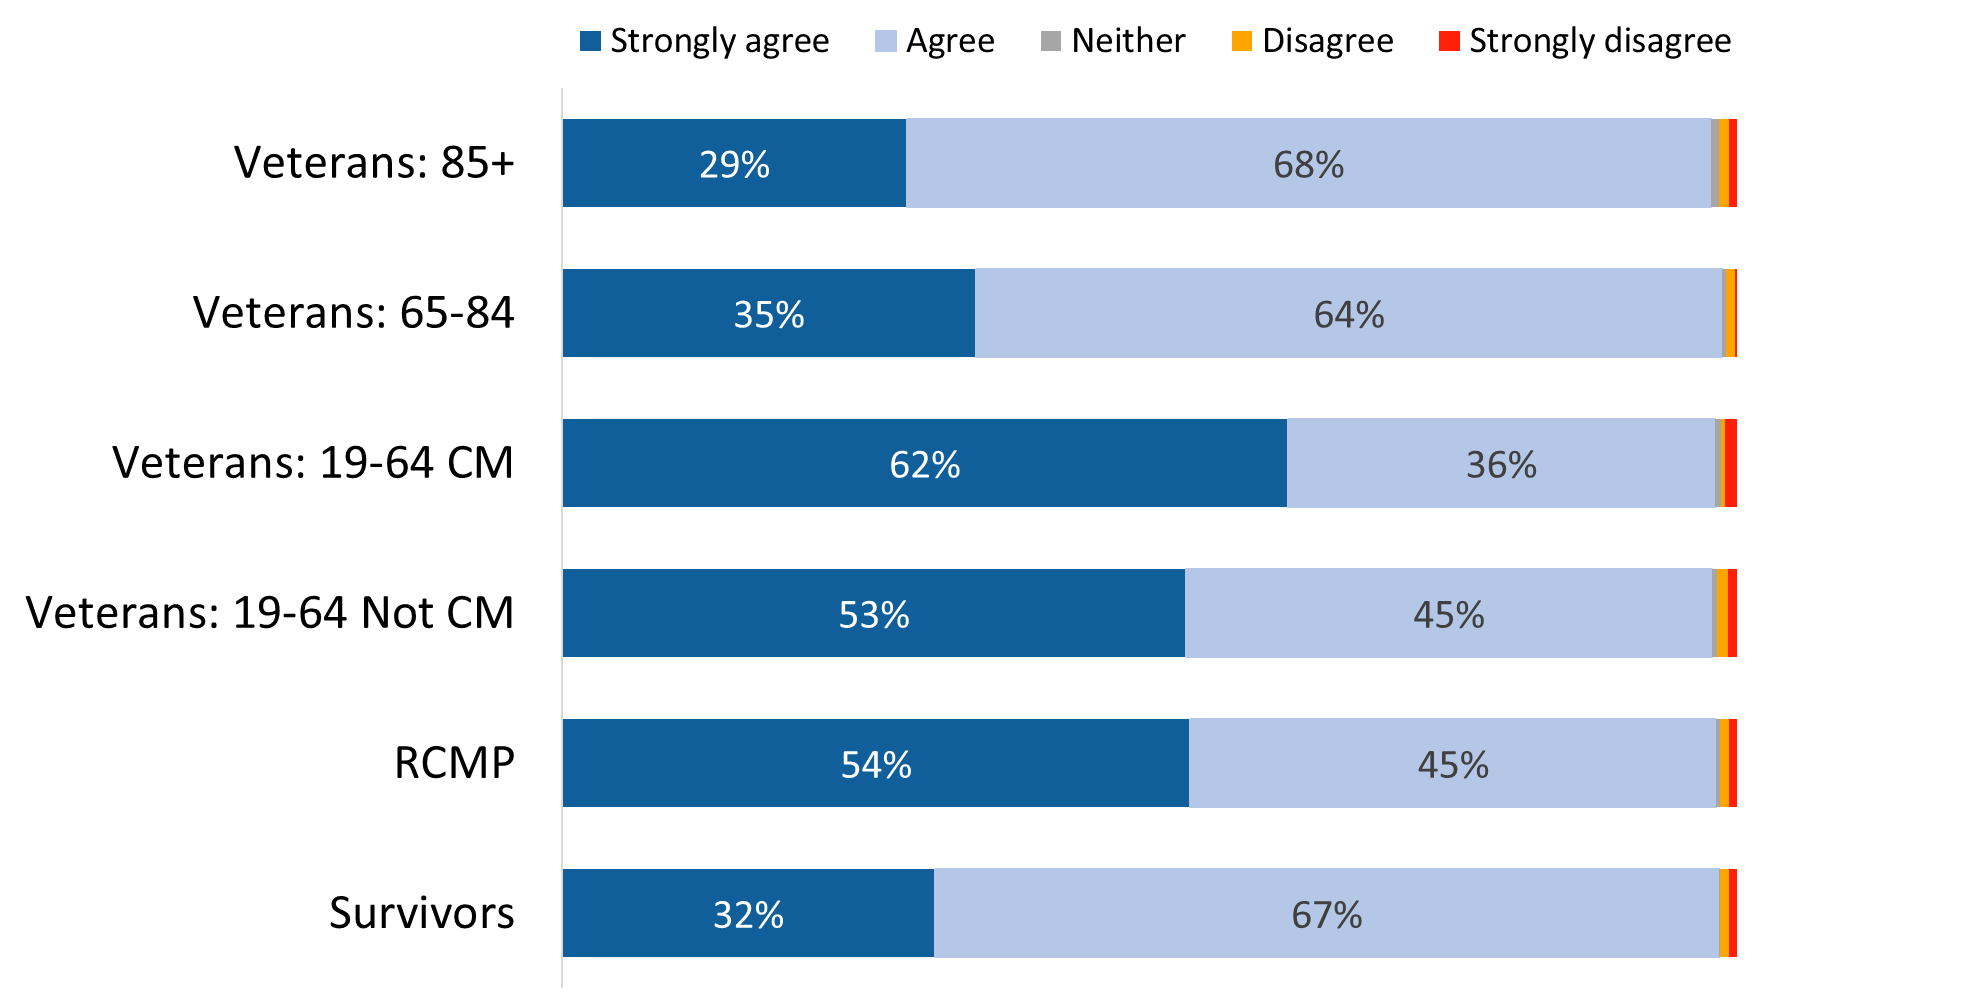 Strongly agree Agree Neither Disagree Strongly disagree
Veterans: 85+ 29% 68%
Veterans: 65-84 35% 64%
Veterans: 19-64 CM 62% 36%
Veterans: 19-64 Not CM 53% 45%
RCMP 54% 45%
Survivors 32% 67%